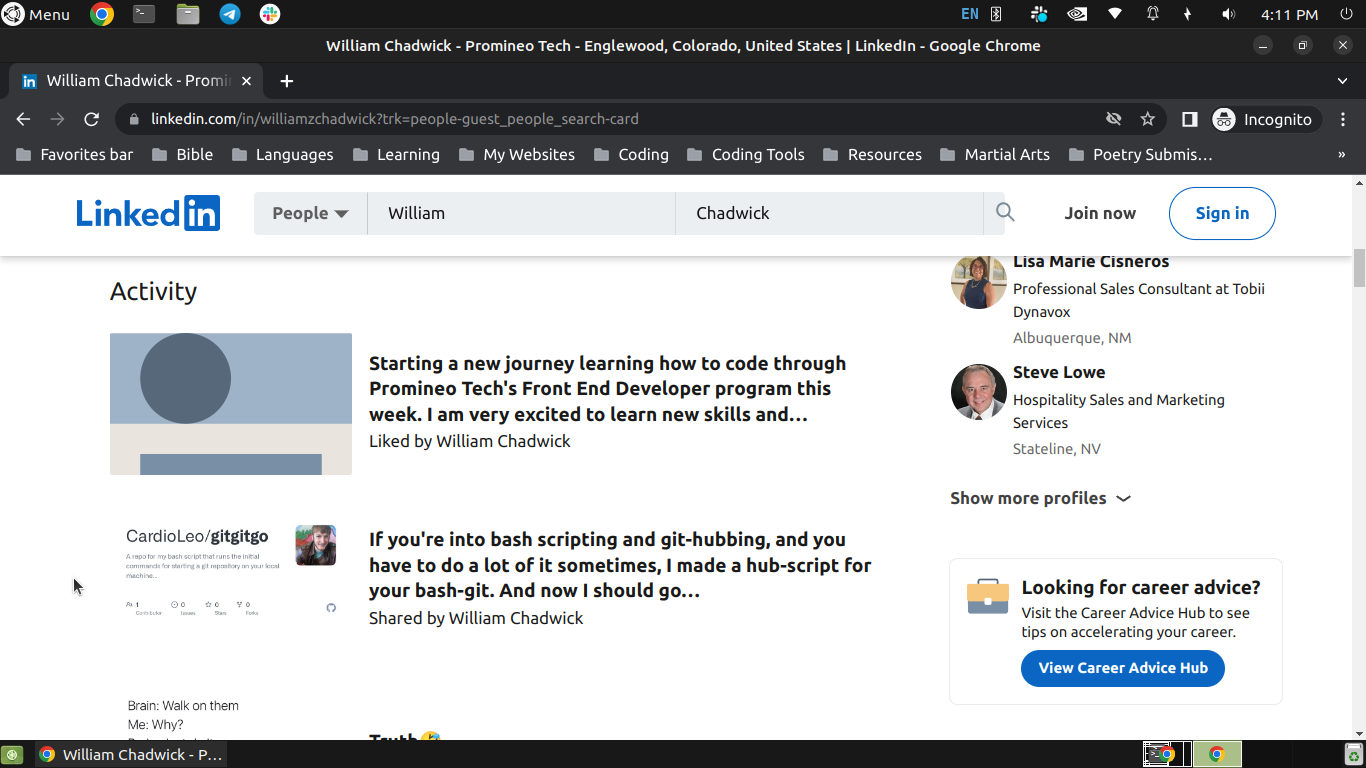 Menu
EN
4:11 PM
William Chadwick - Promineo Tech - Englewood, Colorado, United States | LinkedIn - Google Chrome
William Chadwick - Promi
linkedin.com/in/williamzchadwick?trk=people-guest_people_search-card
Incognito
Favorites bar
Bible
Languages
Learning
My Websites
Coding
Coding Tools
Resources
Martial Arts
Poetry Submis…
»
Linkedin
People
William
Chadwick
Join now
Sign in
Activity
Starting a new journey learning how to code through
Promineo Tech's Front End Developer program this
week. I am very excited to learn new skills and…
Liked by William Chadwick
CardioLeo/gitgitgo
A repo for my bash script that runs the initial
commands for starting a git repository on your local
machine...
1
Contributor
0
Issues
0
Stars
0
Forks
If you're into bash scripting and git-hubbing, and you
have to do a lot of it sometimes, I made a hub-script for
your bash-git. And now I should go…
Shared by William Chadwick
Brain: Walk on them
Me: Why?
Truth🤣
Lisa Marie Cisneros
Professional Sales Consultant at Tobii
Dynavox
Albuquerque, NM
Steve Lowe
Hospitality Sales and Marketing
Services
Stateline, NV
Show more profiles
Looking for career advice?
Visit the Career Advice Hub to see
tips on accelerating your career.
View Career Advice Hub
William Chadwick - P…